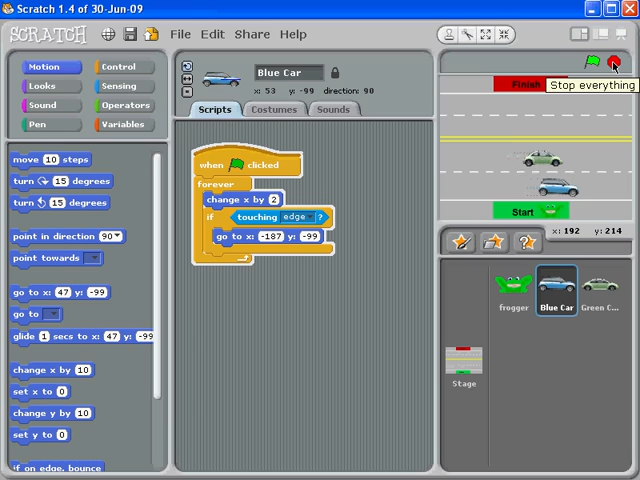 Scratch 1.4 of 30-Jun-09
SCRATCH File Edit Share Help
Motion Control
Looks Sensing
Sound Operators
Pen Variables
Blue Car
x: 53 y: -99 direction: 90
Scripts Costumes Sounds
move 10 steps
turn 15 degrees
turn 15 degrees
point in direction 90
point towards
go to x: 47 y: -99
go to
glide 1 secs to x: 47 y: -99
change x by 10
set x to 0
change y by 10
set y to 0
if on edge, bounce
when clicked
forever
change x by 2
if touching edge ?
go to x: -187 y: -99
Finish
Stop everything
Start
x: 192 y: 214
frogger Blue Car Green C...
Stage